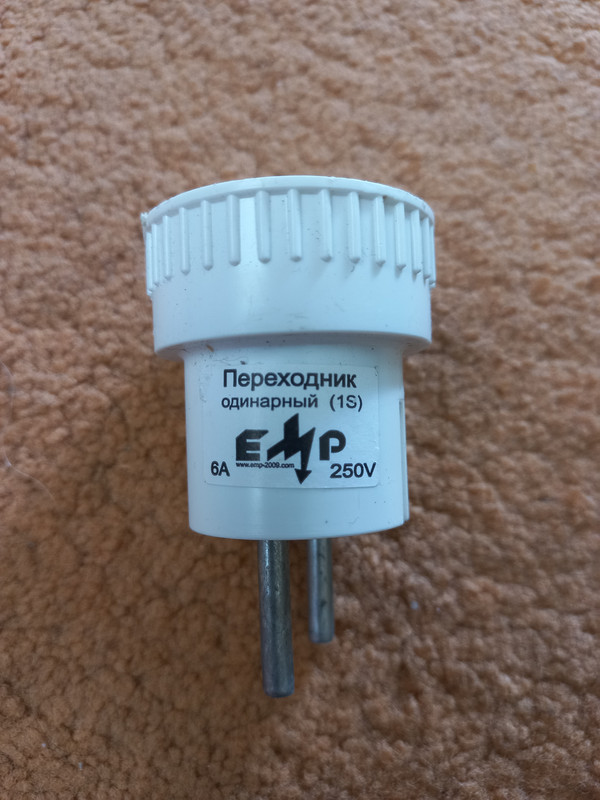 Переходник
одинарный (1S)
EMP
www.emp-2009.com
6A 250V